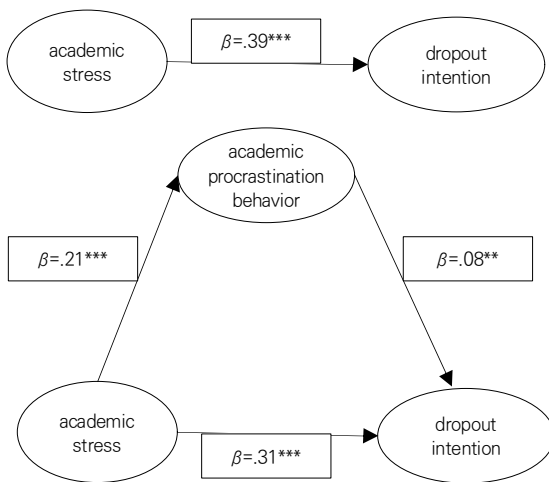 academic
stress
β=.39***
dropout
intention
academic
procrastination
behavior
β=.21***
β=.08**
academic
stress
β=.31***
dropout
intention